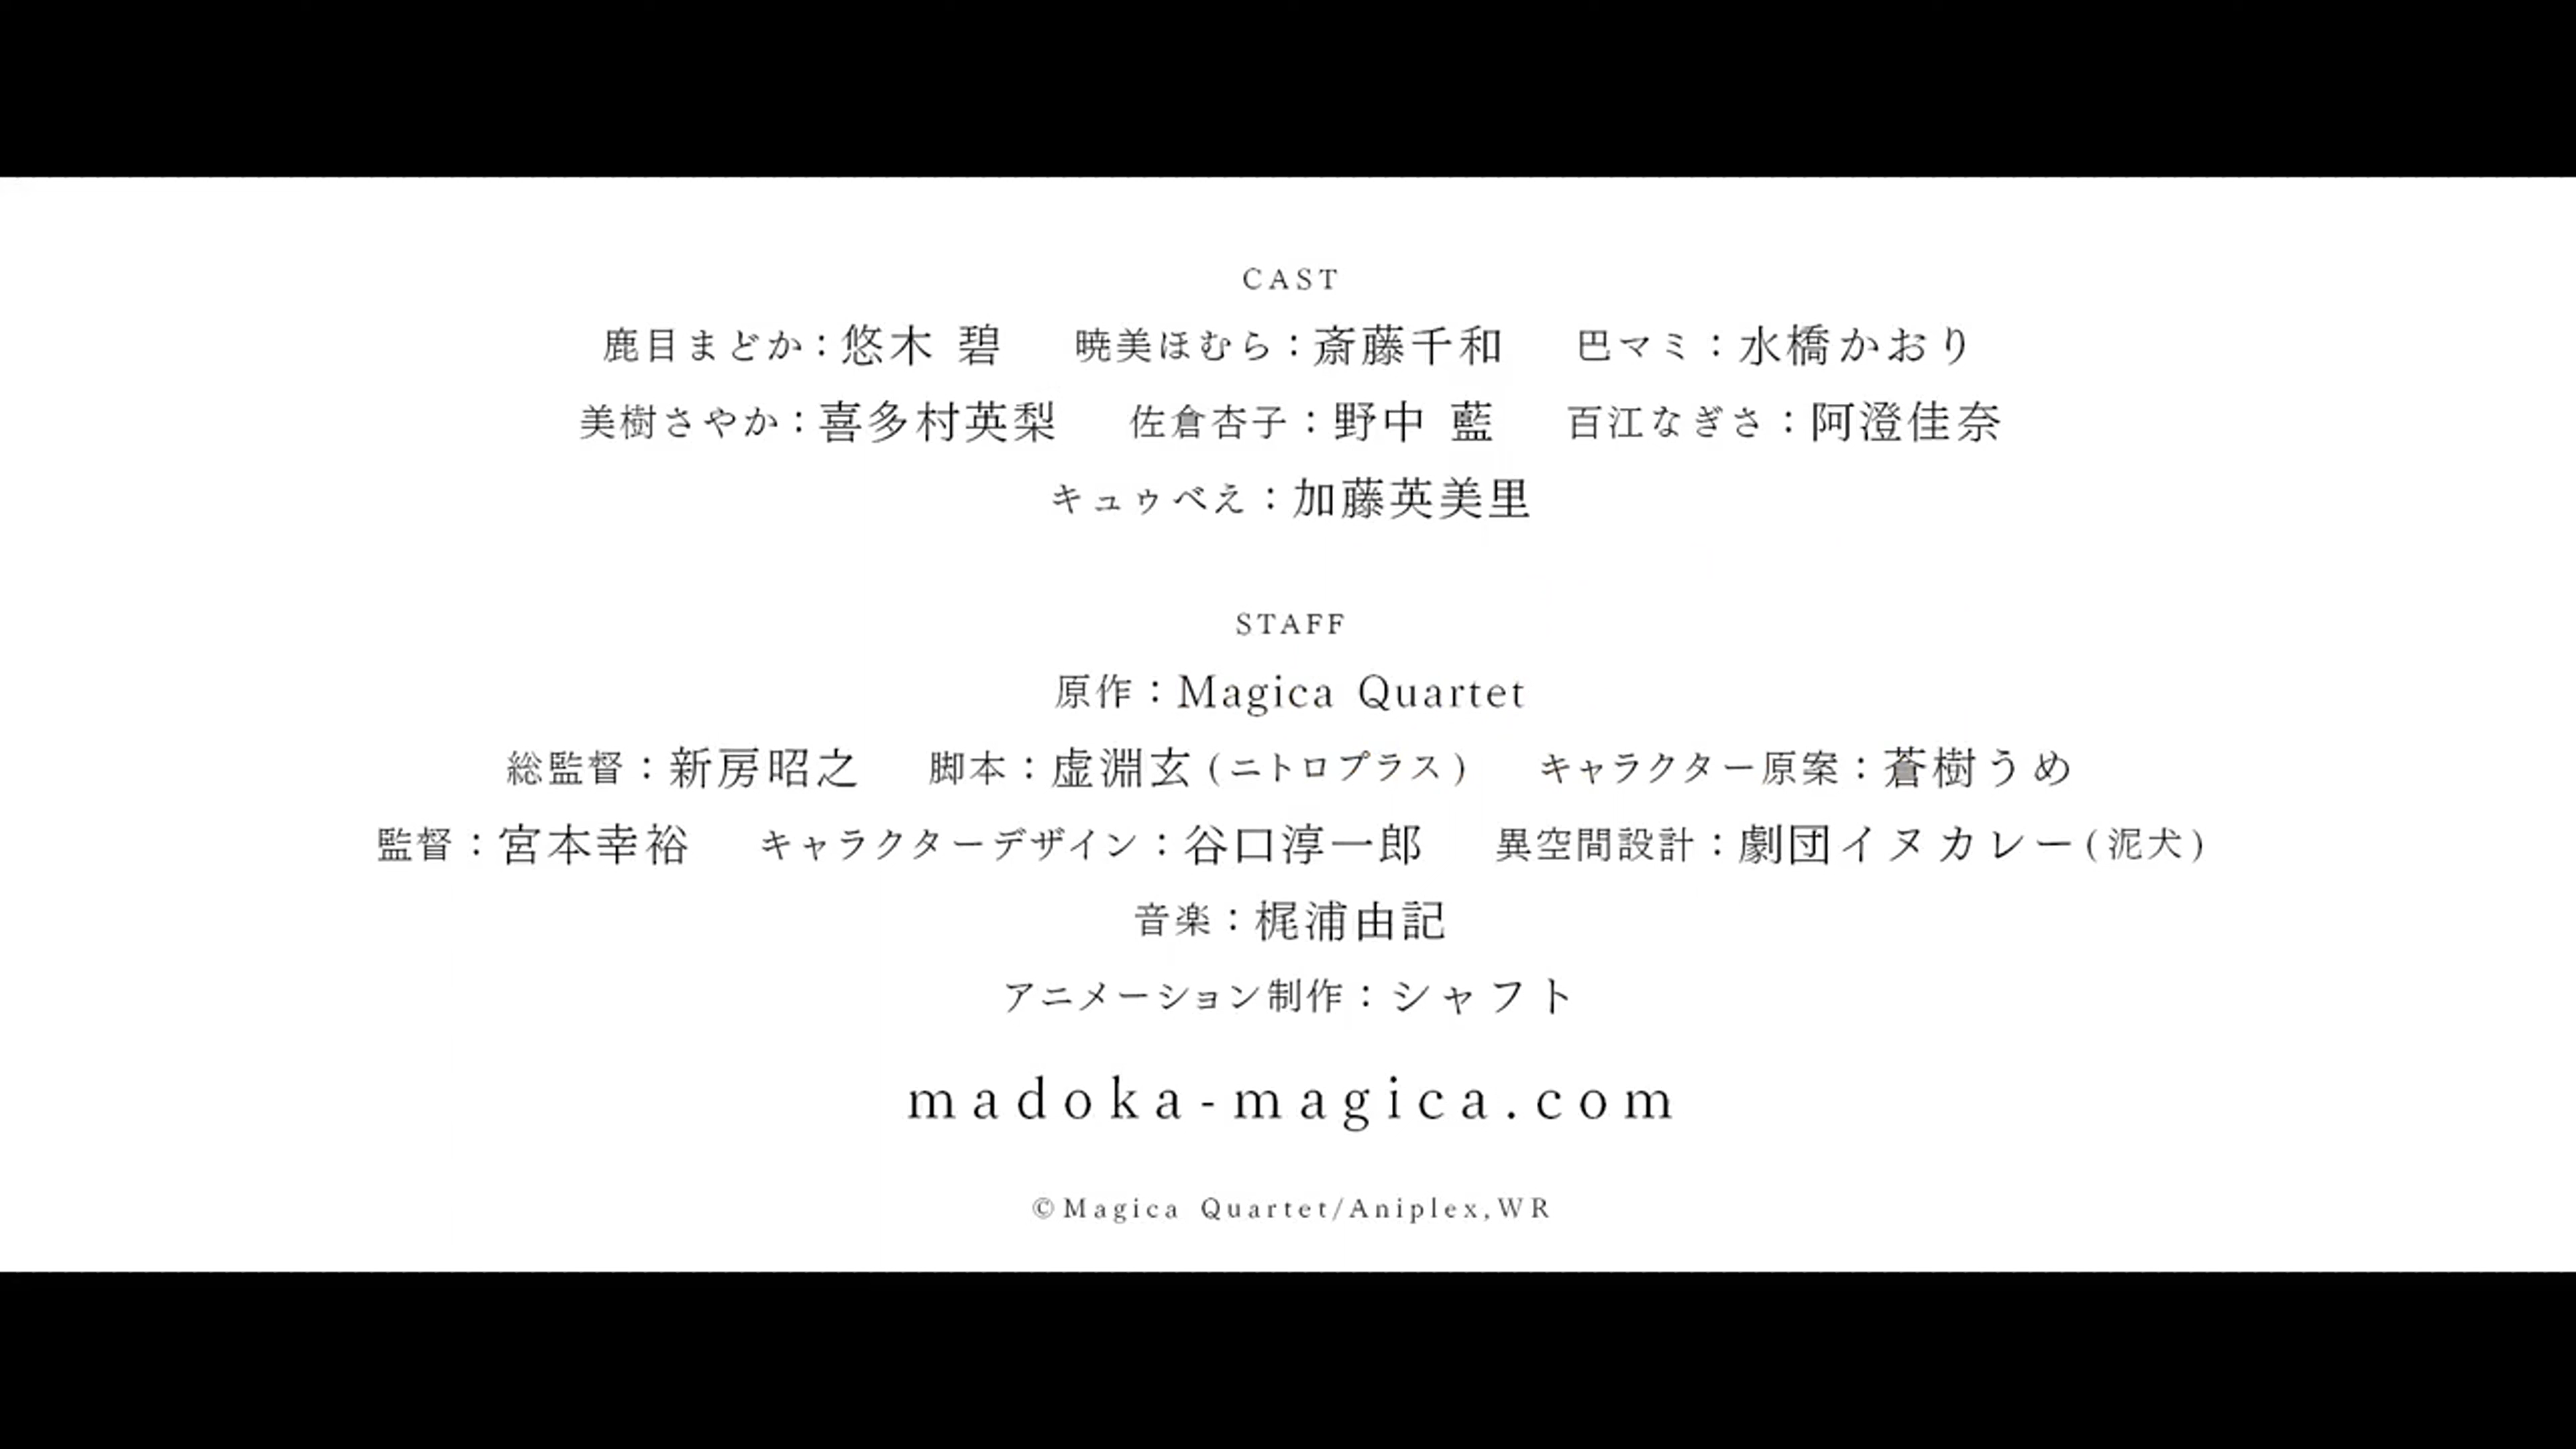 CAST
鹿目まどか：悠木 碧　暁美ほむら：斎藤千和　巴マミ：水橋かおり
美樹さやか：喜多村英梨　佐倉杏子：野中 藍　百江なぎさ：阿澄佳奈
キュゥべえ：加藤英美里
STAFF
原作：Magica Quartet
総監督：新房昭之　脚本：虚淵玄(ニトロプラス)　キャラクター原案：蒼樹うめ
監督：宮本幸裕　キャラクターデザイン：谷口淳一郎　異空間設計：劇団イヌカレー(泥犬)
音楽：梶浦由記
アニメーション制作：シャフト
madoka-magica.com
©Magica Quartet/Aniplex,WR